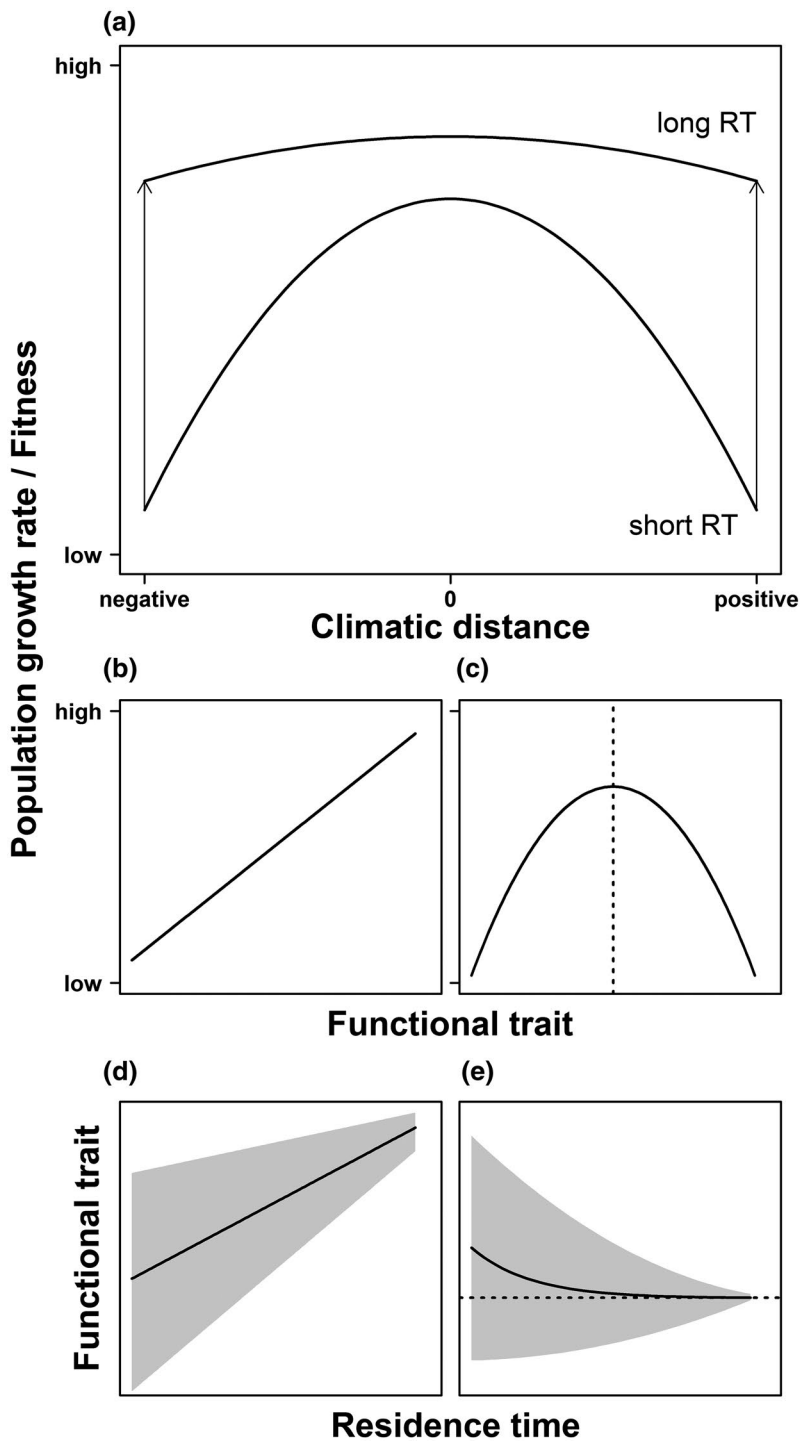 (a)
high
long RT
short RT
low
negative
0
positive
Climatic distance
Population growth rate / Fitness
(b)
(c)
high
low
Functional trait
(d)
(e)
Functional trait
Residence time